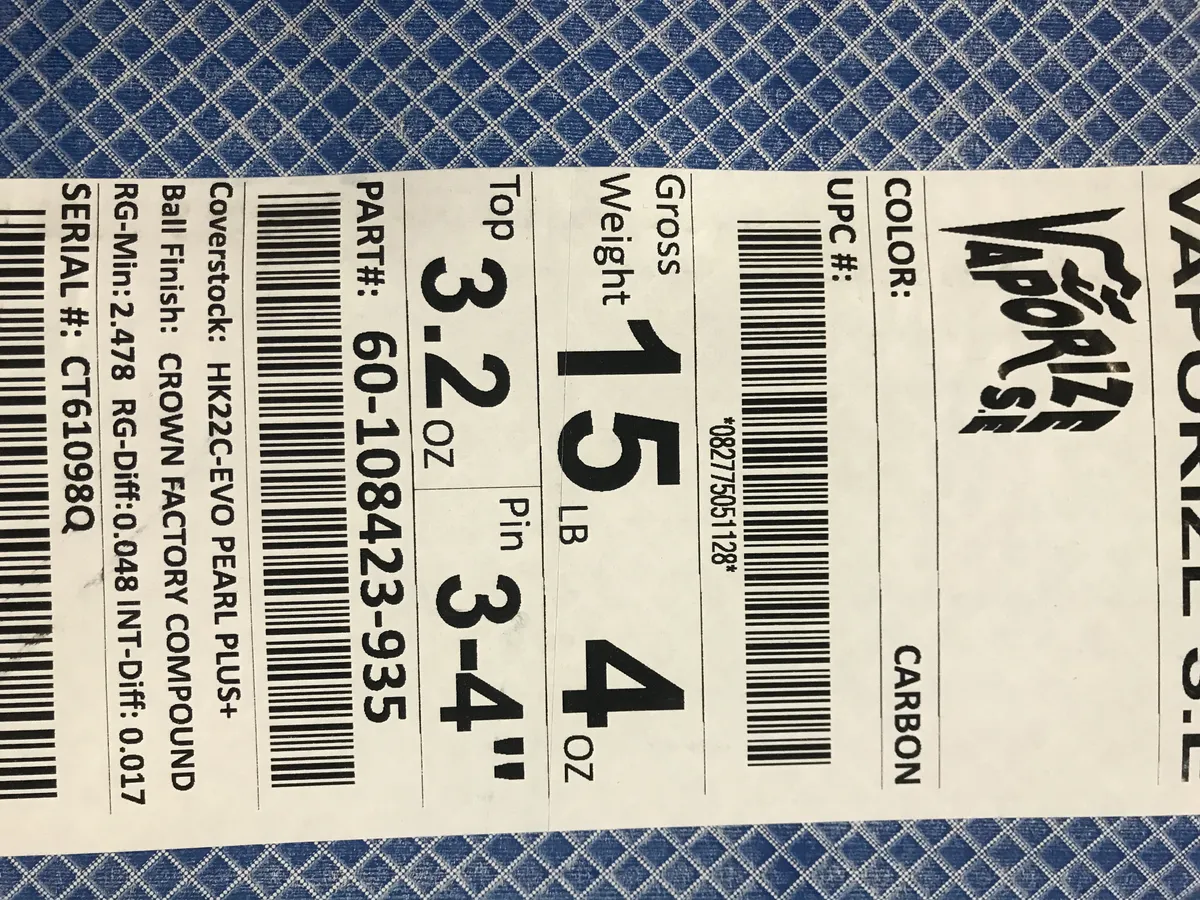 VAPORIZE S.E
VAPORIZE
S.E
COLOR: CARBON
UPC #:
*082775051128*
Gross Weight 15 LB 4 OZ
Top 3.2 OZ Pin 3-4"
PART#: 60-108423-935
Coverstock: HK22C-EVO PEARL PLUS+
Ball Finish: CROWN FACTORY COMPOUND
RG-Min: 2.478 RG-Diff:0.048 INT-Diff: 0.017
SERIAL #: CT61098Q